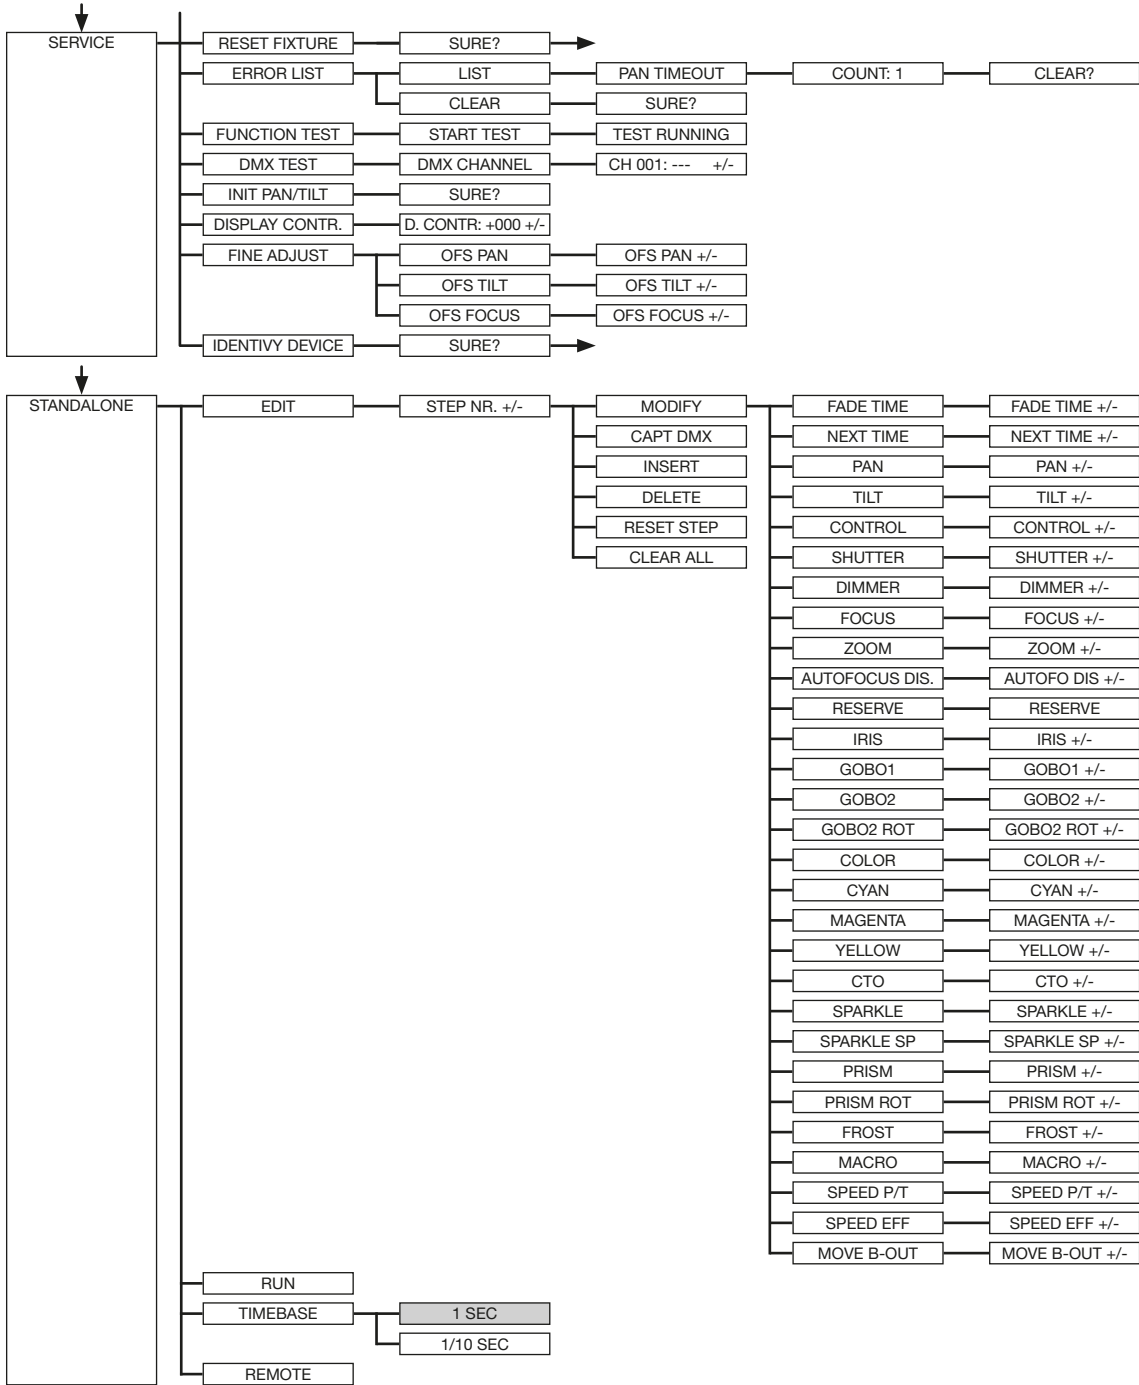 SERVICE RESET FIXTURE SURE?
ERROR LIST LIST PAN TIMEOUT COUNT: 1 CLEAR?
CLEAR SURE?
FUNCTION TEST START TEST TEST RUNNING
DMX TEST DMX CHANNEL CH 001: --- +/-
INIT PAN/TILT SURE?
DISPLAY CONTR. D. CONTR: +000 +/-
FINE ADJUST OFS PAN OFS PAN +/-
OFS TILT OFS TILT +/-
OFS FOCUS OFS FOCUS +/-
IDENTIVY DEVICE SURE?
STANDALONE EDIT STEP NR. +/- MODIFY FADE TIME FADE TIME +/-
CAPT DMX NEXT TIME NEXT TIME +/-
INSERT PAN PAN +/-
DELETE TILT TILT +/-
RESET STEP CONTROL CONTROL +/-
CLEAR ALL SHUTTER SHUTTER +/-
DIMMER DIMMER +/-
FOCUS FOCUS +/-
ZOOM ZOOM +/-
AUTOFOCUS DIS. AUTOFO DIS +/-
RESERVE RESERVE
IRIS IRIS +/-
GOBO1 GOBO1 +/-
GOBO2 GOBO2 +/-
GOBO2 ROT GOBO2 ROT +/-
COLOR COLOR +/-
CYAN CYAN +/-
MAGENTA MAGENTA +/-
YELLOW YELLOW +/-
CTO CTO +/-
SPARKLE SPARKLE +/-
SPARKLE SP SPARKLE SP +/-
PRISM PRISM +/-
PRISM ROT PRISM ROT +/-
FROST FROST +/-
MACRO MACRO +/-
SPEED P/T SPEED P/T +/-
SPEED EFF SPEED EFF +/-
MOVE B-OUT MOVE B-OUT +/-
RUN
TIMEBASE 1 SEC
1/10 SEC
REMOTE